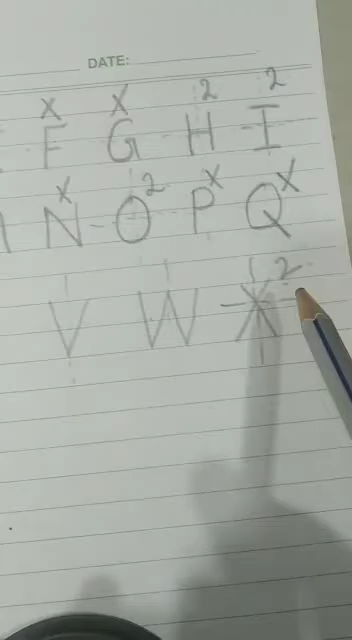 DATE:
X X 2 2
F G H I
X 2 X X
N O P Q
2
V W X